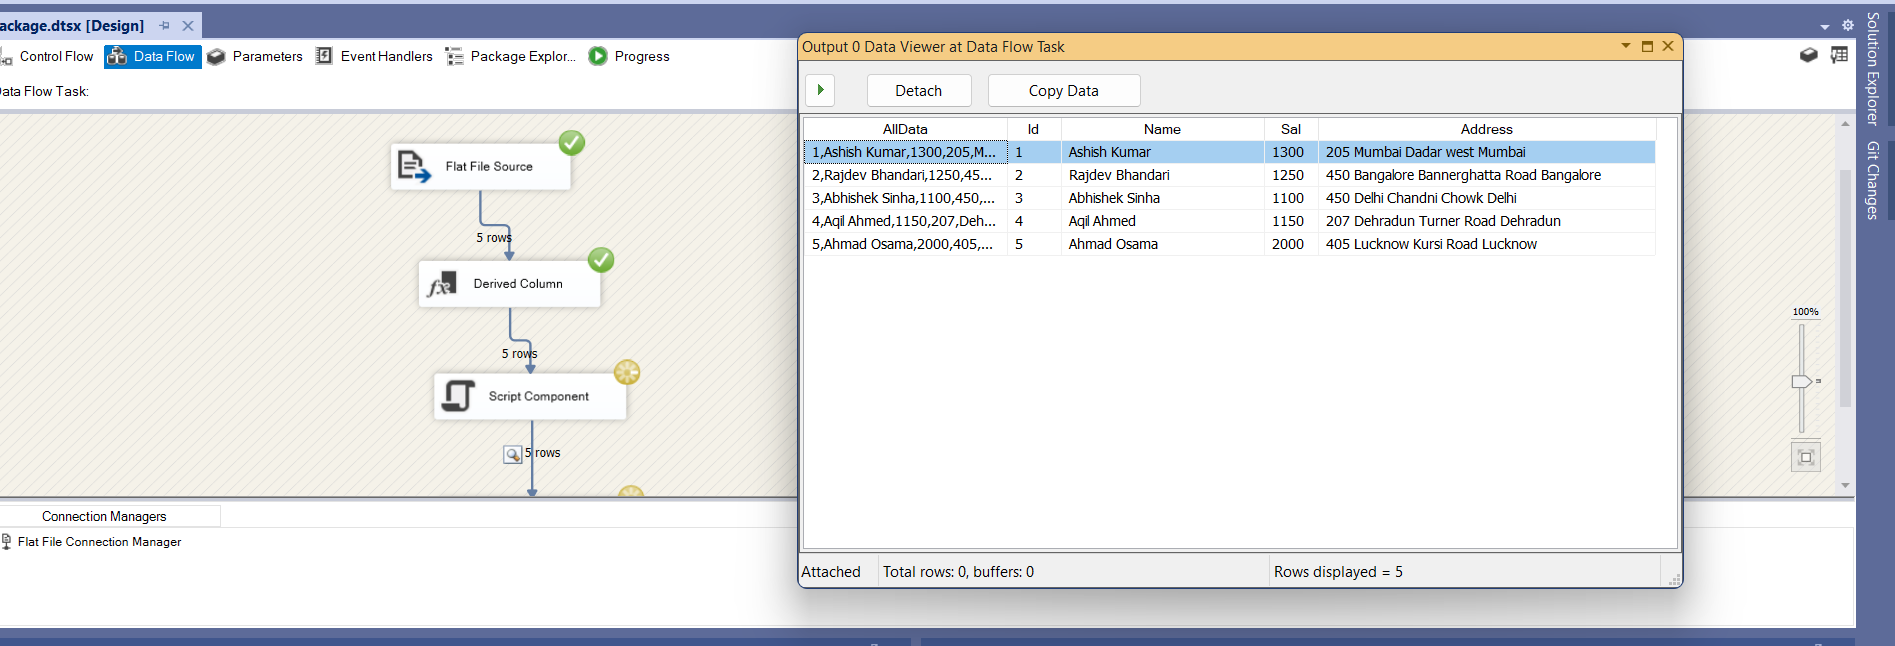 ackage.dtsx [Design]
Control Flow
Data Flow
Parameters
Event Handlers
Package Explor...
Progress
ata Flow Task:
Flat File Source
5 rows
Derived Column
5 rows
Script Component
5 rows
Connection Managers
Flat File Connection Manager
Output 0 Data Viewer at Data Flow Task
Detach
Copy Data
AllData Id Name Sal Address
1,Ashish Kumar,1300,205,M... 1 Ashish Kumar 1300 205 Mumbai Dadar west Mumbai
2,Rajdev Bhandari,1250,45... 2 Rajdev Bhandari 1250 450 Bangalore Bannerghatta Road Bangalore
3,Abhishek Sinha,1100,450,... 3 Abhishek Sinha 1100 450 Delhi Chandni Chowk Delhi
4,Aqil Ahmed,1150,207,Deh... 4 Aqil Ahmed 1150 207 Dehradun Turner Road Dehradun
5,Ahmad Osama,2000,405,... 5 Ahmad Osama 2000 405 Lucknow Kursi Road Lucknow
Attached
Total rows: 0, buffers: 0
Rows displayed = 5
100%
Solution Explorer
Git Changes